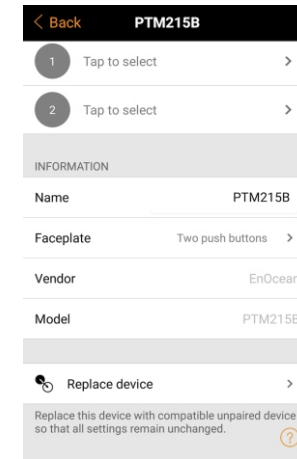 < Back PTM215B
1 Tap to select >
2 Tap to select >
INFORMATION
Name PTM215B
Faceplate Two push buttons >
Vendor EnOcean
Model PTM215B
Replace device >
Replace this device with compatible unpaired device
so that all settings remain unchanged.
?